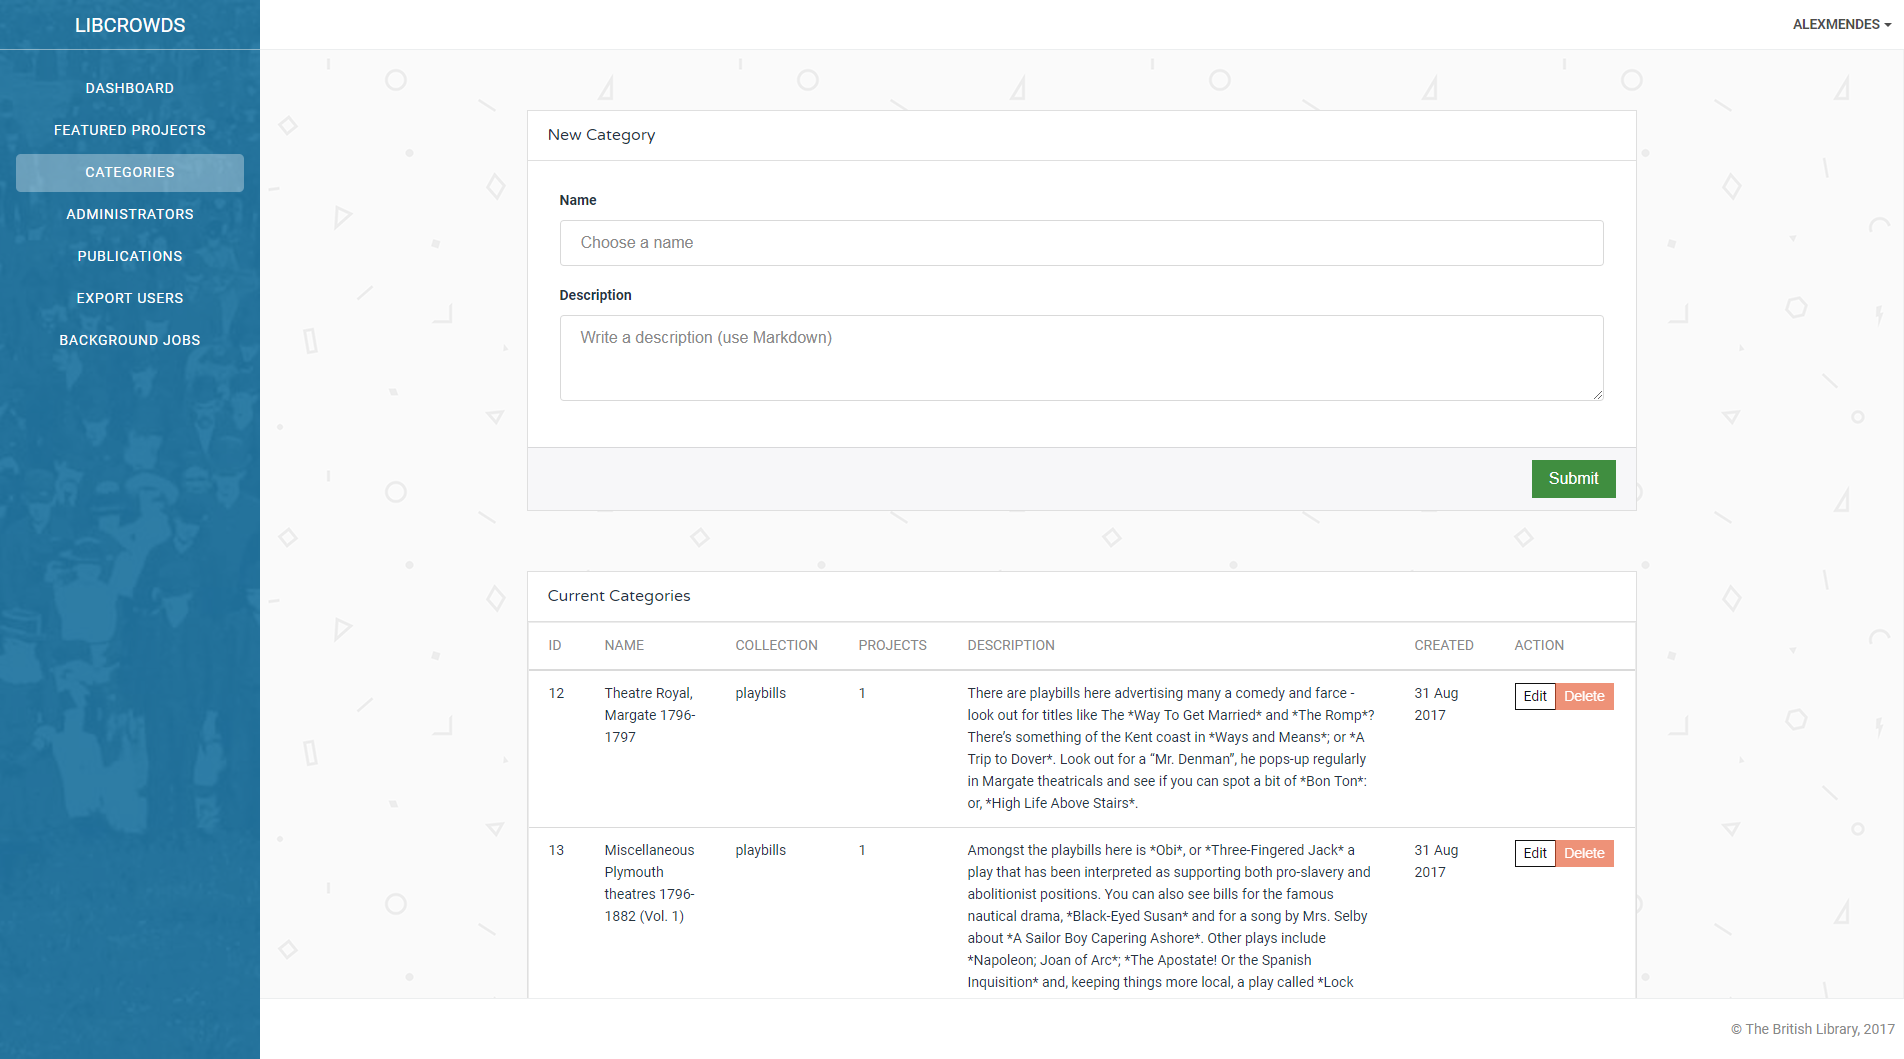 LIBCROWDS
ALEXMENDES
DASHBOARD
FEATURED PROJECTS
CATEGORIES
ADMINISTRATORS
PUBLICATIONS
EXPORT USERS
BACKGROUND JOBS
New Category
Name
Choose a name
Description
Write a description (use Markdown)
Submit
Current Categories
ID NAME COLLECTION PROJECTS DESCRIPTION CREATED ACTION
12 Theatre Royal, playbills 1 There are playbills here advertising many a comedy and farce - 31 Aug Edit Delete
Margate 1796- look out for titles like The *Way To Get Married* and *The Romp*? 2017
1797 There’s something of the Kent coast in *Ways and Means*; or *A
Trip to Dover*. Look out for a “Mr. Denman”, he pops-up regularly
in Margate theatricals and see if you can spot a bit of *Bon Ton*:
or, *High Life Above Stairs*.
13 Miscellaneous playbills 1 Amongst the playbills here is *Obi*, or *Three-Fingered Jack* a 31 Aug Edit Delete
Plymouth play that has been interpreted as supporting both pro-slavery and 2017
theatres 1796- abolitionist positions. You can also see bills for the famous
1882 (Vol. 1) nautical drama, *Black-Eyed Susan* and for a song by Mrs. Selby
about *A Sailor Boy Capering Ashore*. Other plays include
*Napoleon; Joan of Arc*; *The Apostate! Or the Spanish
Inquisition* and, keeping things more local, a play called *Lock
© The British Library, 2017